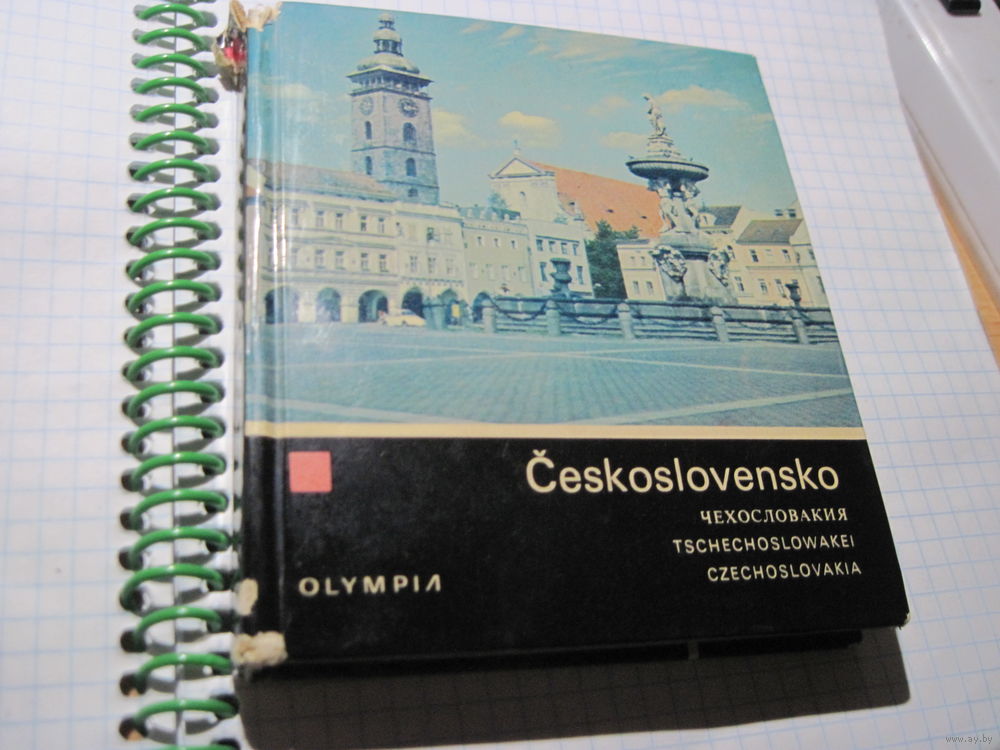 Československo
ЧЕХОСЛОВАКИЯ
TSCHECHOSLOWAKEI
CZECHOSLOVAKIA
OLYMPIA
www.ay.by